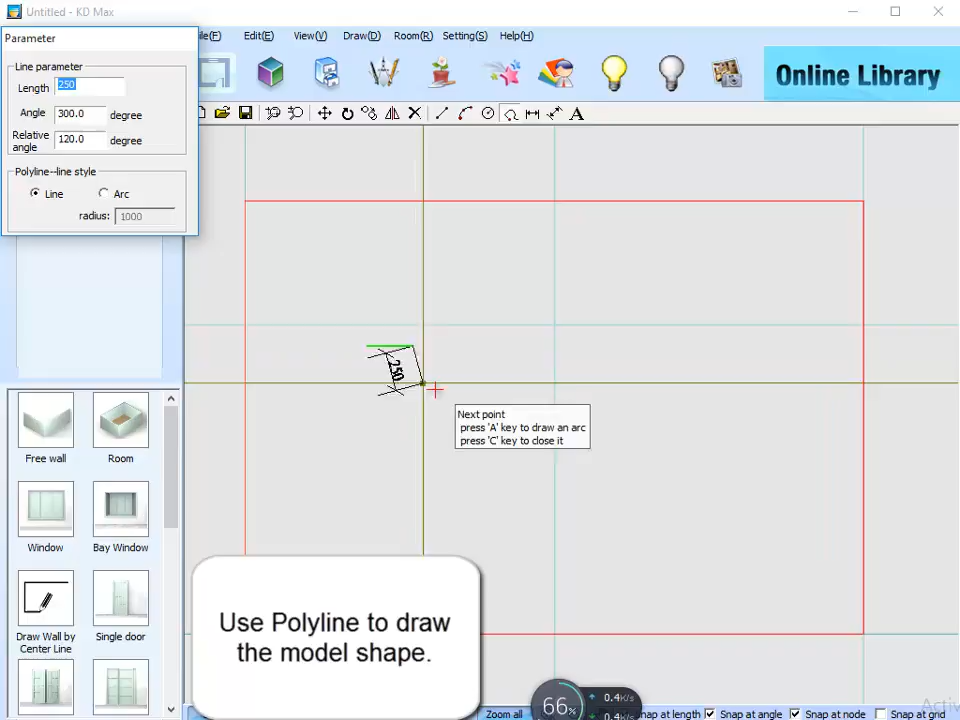 Untitled - KD Max
Parameter
ile(F) Edit(E) View(V) Draw(D) Room(R) Setting(S) Help(H)
Line parameter
Length 250
Angle 300.0 degree
Relative angle 120.0 degree
Polyline--line style
Line Arc
radius: 1000
Online Library
250
Next point
press 'A' key to draw an arc
press 'C' key to close it
Free wall Room
Window Bay Window
Draw Wall by Center Line Single door
Use Polyline to draw
the model shape.
66%
0.4K/s
0.4K/s
Zoom all
nap at length Snap at angle Snap at node Snap at grid
Activ